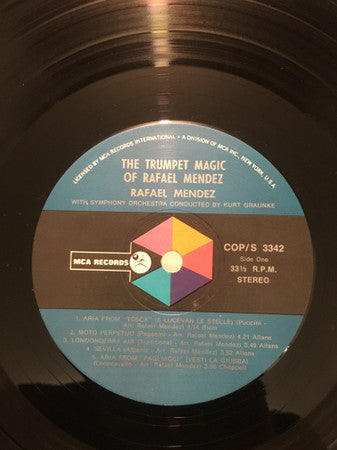 LICENSED BY MCA RECORDS INTERNATIONAL • A DIVISION OF MCA INC., NEW YORK, U.S.A.
THE TRUMPET MAGIC
OF RAFAEL MENDEZ
RAFAEL MENDEZ
WITH SYMPHONY ORCHESTRA CONDUCTED BY KURT GRAUNKE
MCA RECORDS
COP/S 3342
Side One
33⅓ R.P.M.
STEREO
1. ARIA FROM "TOSCA" (E LUCEVAN LE STELLE) (Puccini -
Arr. Rafael Mendez) 4.14 Blain
2. MOTO PERPETUO (Paganini - Arr. Rafael Mendez) 4.21 Allans
3. LONDONDERRY AIR (Traditional - Arr. Rafael Mendez) 3.49 Allans
4. SEVILLA (Albeniz - Arr. Rafael Mendez) 3.52 Allans
5. ARIA FROM "PAGLIACCI" (VESTI LA GIUBBA)
(Leoncavallo - Arr. Rafael Mendez) 3.56 Chappell